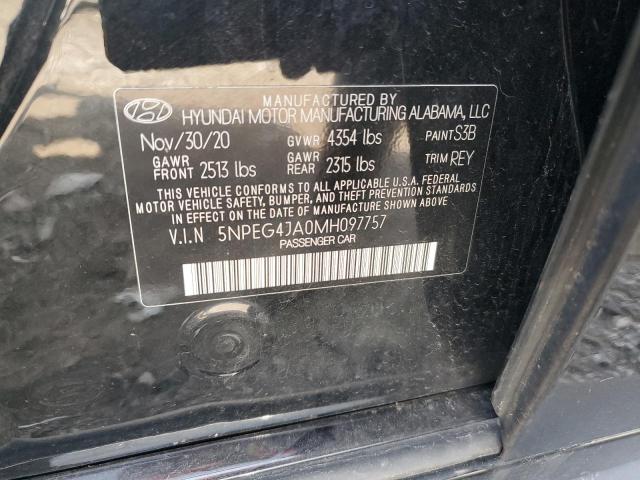 MANUFACTURED BY
HYUNDAI MOTOR MANUFACTURING ALABAMA, LLC
Nov/30/20 GVWR 4354 lbs PAINT S3B
GAWR FRONT 2513 lbs GAWR REAR 2315 lbs TRIM REY
THIS VEHICLE CONFORMS TO ALL APPLICABLE U.S.A. FEDERAL
MOTOR VEHICLE SAFETY, BUMPER, AND THEFT PREVENTION STANDARDS
IN EFFECT ON THE DATE OF MANUFACTURE SHOWN ABOVE.
V.I.N 5NPEG4JA0MH097757
PASSENGER CAR